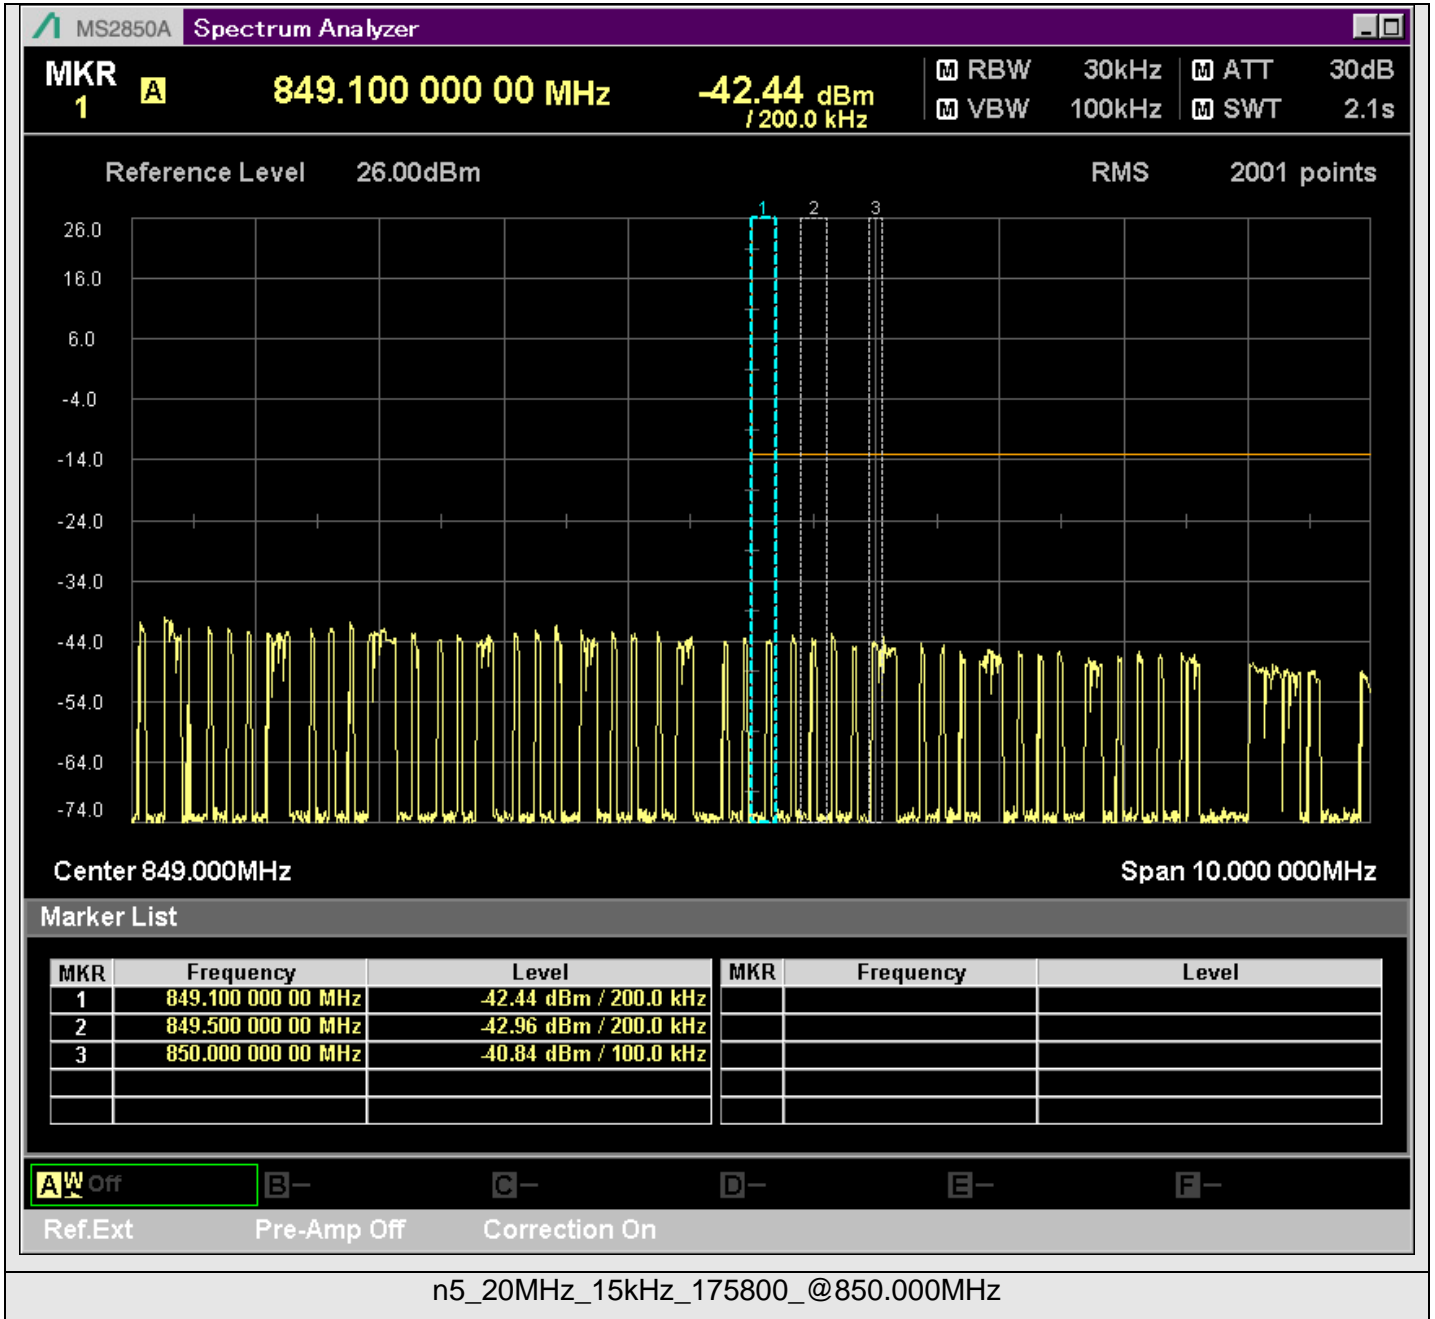 MS2850A Spectrum Analyzer
MKR 1 A 849.100 000 00 MHz -42.44 dBm / 200.0 kHz
M RBW 30kHz M ATT 30dB
M VBW 100kHz M SWT 2.1s
Reference Level 26.00dBm RMS 2001 points
1 2 3
26.0
16.0
6.0
-4.0
-14.0
-24.0
-34.0
-44.0
-54.0
-64.0
-74.0
Center 849.000MHz Span 10.000 000MHz
Marker List
MKR Frequency Level MKR Frequency Level
1 849.100 000 00 MHz -42.44 dBm / 200.0 kHz
2 849.500 000 00 MHz -42.96 dBm / 200.0 kHz
3 850.000 000 00 MHz -40.84 dBm / 100.0 kHz
A W Off B— C— D— E— F—
Ref.Ext Pre-Amp Off Correction On
n5_20MHz_15kHz_175800_@850.000MHz